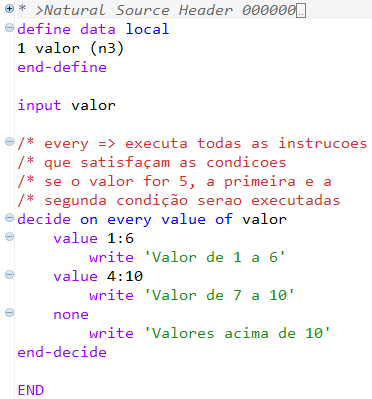 * >Natural Source Header 000000
define data local
1 valor (n3)
end-define
input valor
/* every => executa todas as instrucoes
/* que satisfaçam as condicoes
/* se o valor for 5, a primeira e a
/* segunda condição serao executadas
decide on every value of valor
value 1:6
write 'Valor de 1 a 6'
value 4:10
write 'Valor de 7 a 10'
none
write 'Valores acima de 10'
end-decide
END